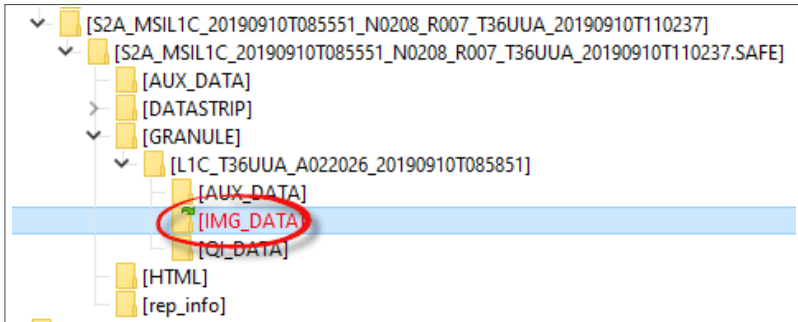 [S2A_MSIL1C_20190910T085551_N0208_R007_T36UUA_20190910T110237]
[S2A_MSIL1C_20190910T085551_N0208_R007_T36UUA_20190910T110237.SAFE]
[AUX_DATA]
[DATASTRIP]
[GRANULE]
[L1C_T36UUA_A022026_20190910T085851]
[AUX_DATA]
[IMG_DATA]
[QI_DATA]
[HTML]
[rep_info]